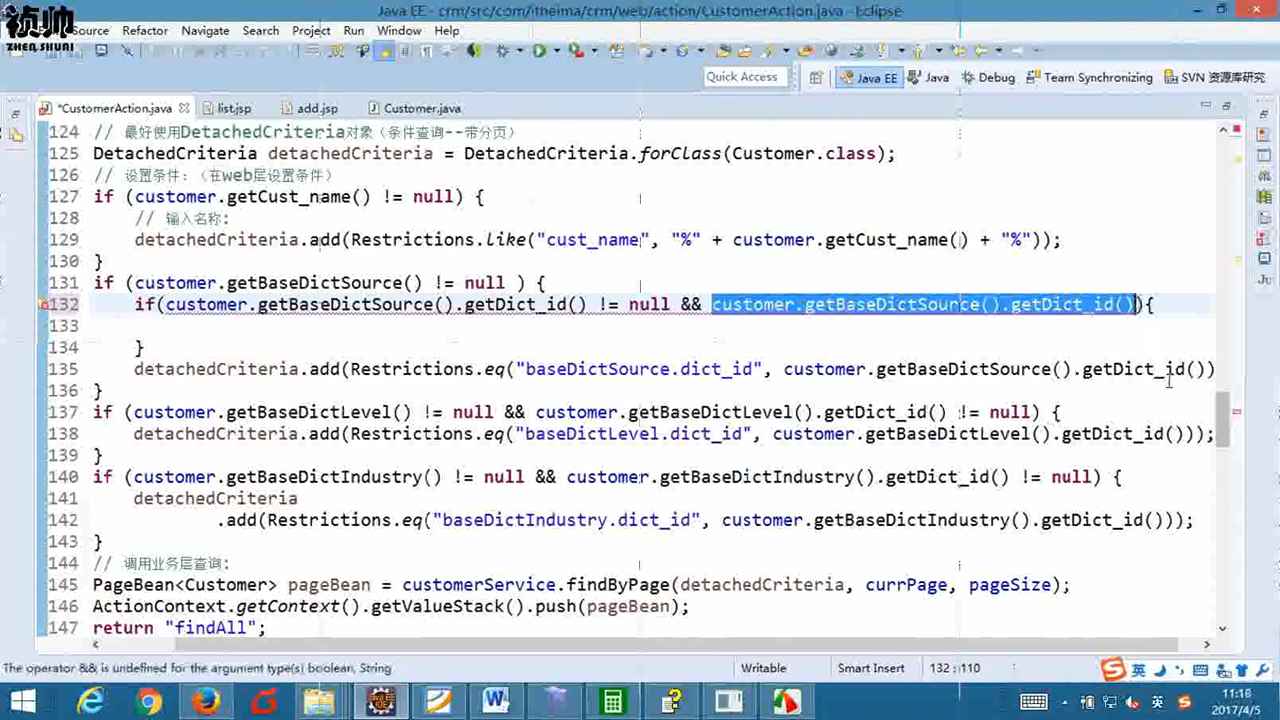 Java EE - crm/src/com/itheima/crm/web/action/CustomerAction.java - Eclipse
祯帅
ZHEN SHUAI
Source Refactor Navigate Search Project Run Window Help
Quick Access
Java EE Java Debug Team Synchronizing SVN 资源库研究
*CustomerAction.java list.jsp add.jsp Customer.java
124 // 最好使用DetachedCriteria对象（条件查询--带分页）
125 DetachedCriteria detachedCriteria = DetachedCriteria.forClass(Customer.class);
126 // 设置条件：（在web层设置条件）
127 if (customer.getCust_name() != null) {
128 // 输入名称:
129 detachedCriteria.add(Restrictions.like("cust_name", "%" + customer.getCust_name() + "%"));
130 }
131 if (customer.getBaseDictSource() != null ) {
132 if(customer.getBaseDictSource().getDict_id() != null && customer.getBaseDictSource().getDict_id()){
133
134 }
135 detachedCriteria.add(Restrictions.eq("baseDictSource.dict_id", customer.getBaseDictSource().getDict_id())
136 }
137 if (customer.getBaseDictLevel() != null && customer.getBaseDictLevel().getDict_id() != null) {
138 detachedCriteria.add(Restrictions.eq("baseDictLevel.dict_id", customer.getBaseDictLevel().getDict_id()));
139 }
140 if (customer.getBaseDictIndustry() != null && customer.getBaseDictIndustry().getDict_id() != null) {
141 detachedCriteria
142 .add(Restrictions.eq("baseDictIndustry.dict_id", customer.getBaseDictIndustry().getDict_id()));
143 }
144 // 调用业务层查询:
145 PageBean<Customer> pageBean = customerService.findByPage(detachedCriteria, currPage, pageSize);
146 ActionContext.getContext().getValueStack().push(pageBean);
147 return "findAll";
The operator && is undefined for the argument type(s) boolean, String Writable Smart Insert 132 : 110
英
英
11:18
2017/4/5